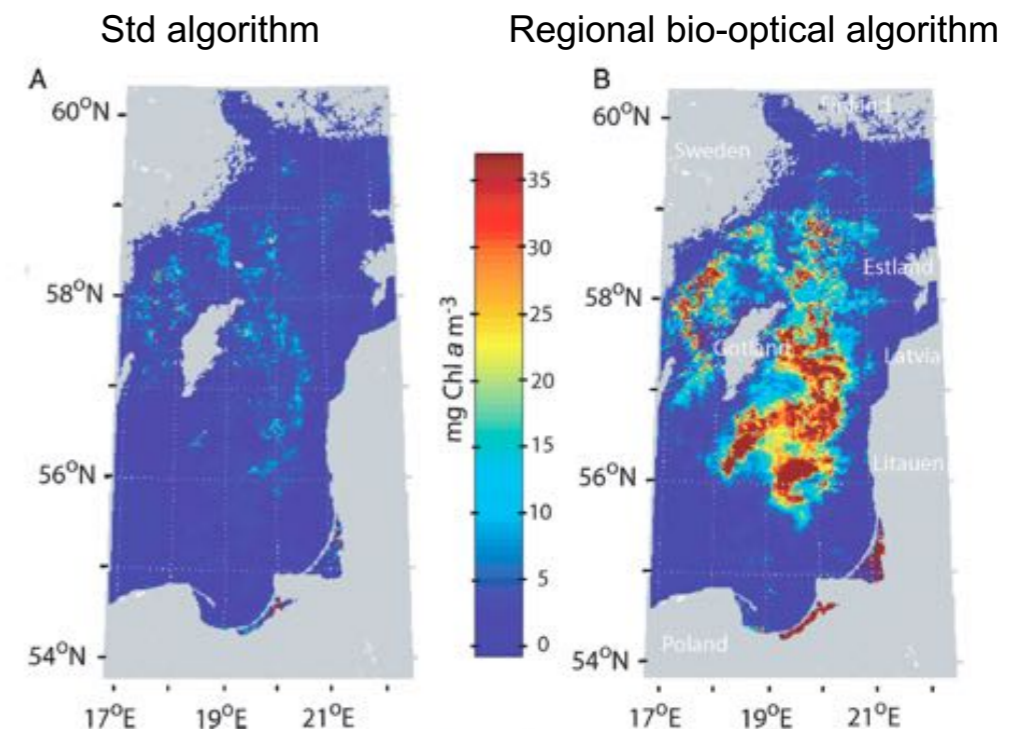 Std algorithm
Regional bio-optical algorithm
A
60°N
58°N
56°N
54°N
17°E 19°E 21°E
mg Chl a m-3
35
30
25
20
15
10
5
0
B
60°N
58°N
56°N
54°N
17°E 19°E 21°E
Finland
Sweden
Estland
Gotland
Latvia
Litauen
Poland